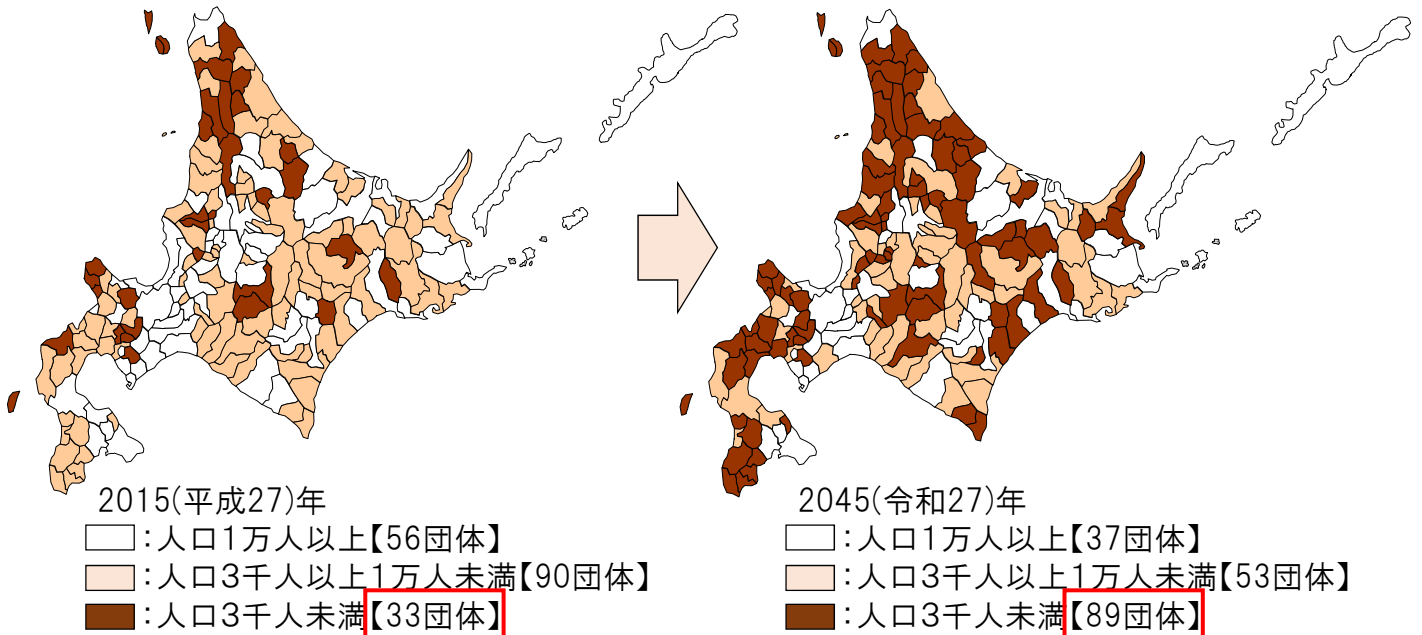 2015(平成27)年
：人口１万人以上【56団体】
：人口３千人以上１万人未満【90団体】
：人口３千人未満【33団体】
2045(令和27)年
：人口１万人以上【37団体】
：人口３千人以上１万人未満【53団体】
：人口３千人未満【89団体】